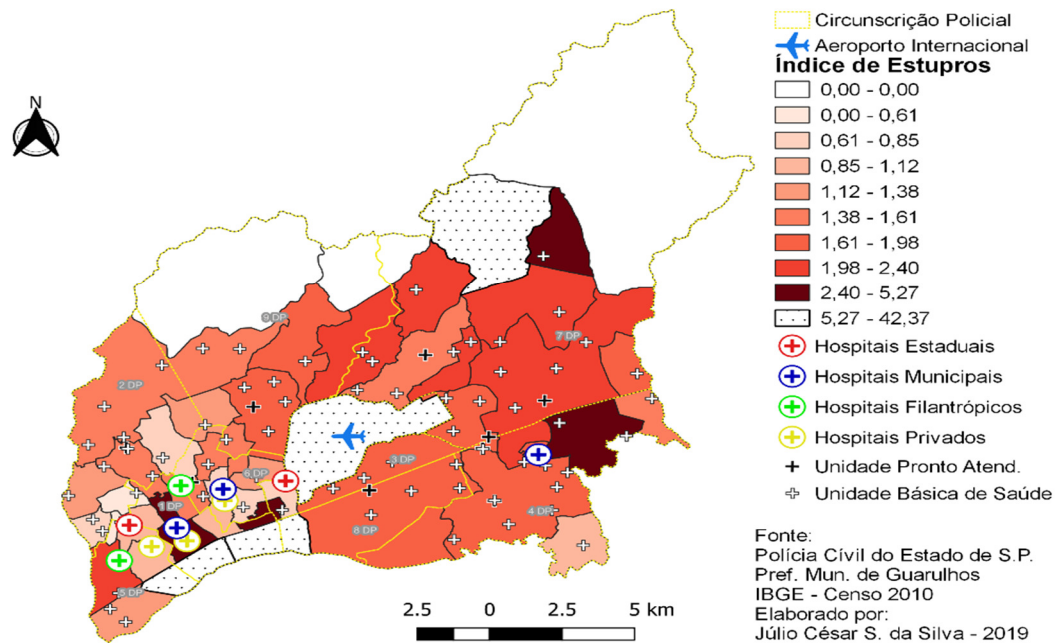 N
Circunscrição Policial
Aeroporto Internacional
Índice de Estupros
0,00 - 0,00
0,00 - 0,61
0,61 - 0,85
0,85 - 1,12
1,12 - 1,38
1,38 - 1,61
1,61 - 1,98
1,98 - 2,40
2,40 - 5,27
5,27 - 42,37
Hospitais Estaduais
Hospitais Municipais
Hospitais Filantrópicos
Hospitais Privados
Unidade Pronto Atend.
Unidade Básica de Saúde
9 DP
7 DP
2 DP
3 DP
6 DP
1 DP
4 DP
8 DP
5 DP
2.5 0 2.5 5 km
Fonte:
Polícia Cívil do Estado de S.P.
Pref. Mun. de Guarulhos
IBGE - Censo 2010
Elaborado por:
Júlio César S. da Silva - 2019